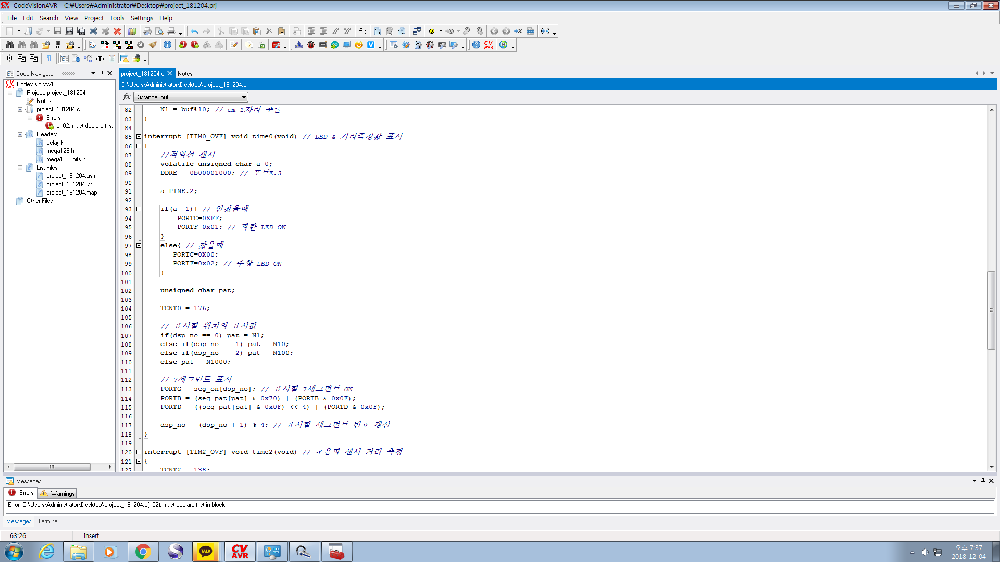 CodeVisionAVR - C:₩Users₩Administrator₩Desktop₩project_181204.prj
File Edit Search View Project Tools Settings Help
Code Navigator
CodeVisionAVR
Project: project_181204
Notes
project_181204.c
Errors
L102: must declare first
Headers
delay.h
mega128.h
mega128_bits.h
List Files
project_181204.asm
project_181204.lst
project_181204.map
Other Files
project_181204.c Notes
C:\Users\Administrator\Desktop\project_181204.c
fx Distance_out
82 N1 = buf%10; // cm 1자리 추출
83 }
84
85 interrupt [TIM0_OVF] void time0(void) // LED & 거리측정값 표시
86 {
87 //적외선 센서
88 volatile unsigned char a=0;
89 DDRE = 0b00001000; // 포트E.3
90
91 a=PINE.2;
92
93 if(a==1){ // 안찼을때
94 PORTC=0XFF;
95 PORTF=0x01; // 파란 LED ON
96 }
97 else{ // 찼을때
98 PORTC=0X00;
99 PORTF=0x02; // 주황 LED ON
100 }
101
102 unsigned char pat;
103
104 TCNT0 = 176;
105
106 // 표시할 위치의 표시값
107 if(dsp_no == 0) pat = N1;
108 else if(dsp_no == 1) pat = N10;
109 else if(dsp_no == 2) pat = N100;
110 else pat = N1000;
111
112 // 7세그먼트 표시
113 PORTG = seg_on[dsp_no]; // 표시할 7세그먼트 ON
114 PORTB = (seg_pat[pat] & 0x70) | (PORTB & 0x0F);
115 PORTD = ((seg_pat[pat] & 0x0F) << 4) | (PORTD & 0x0F);
116
117 dsp_no = (dsp_no + 1) % 4; // 표시할 세그먼트 번호 갱신
118 }
119
120 interrupt [TIM2_OVF] void time2(void) // 초음파 센서 거리 측정
121 {
122 TCNT2 = 138;
Messages
Errors Warnings
Error: C:\Users\Administrator\Desktop\project_181204.c(102): must declare first in block
Messages Terminal
63:26 Insert
TALK
CV AVR
오후 7:37
2018-12-04